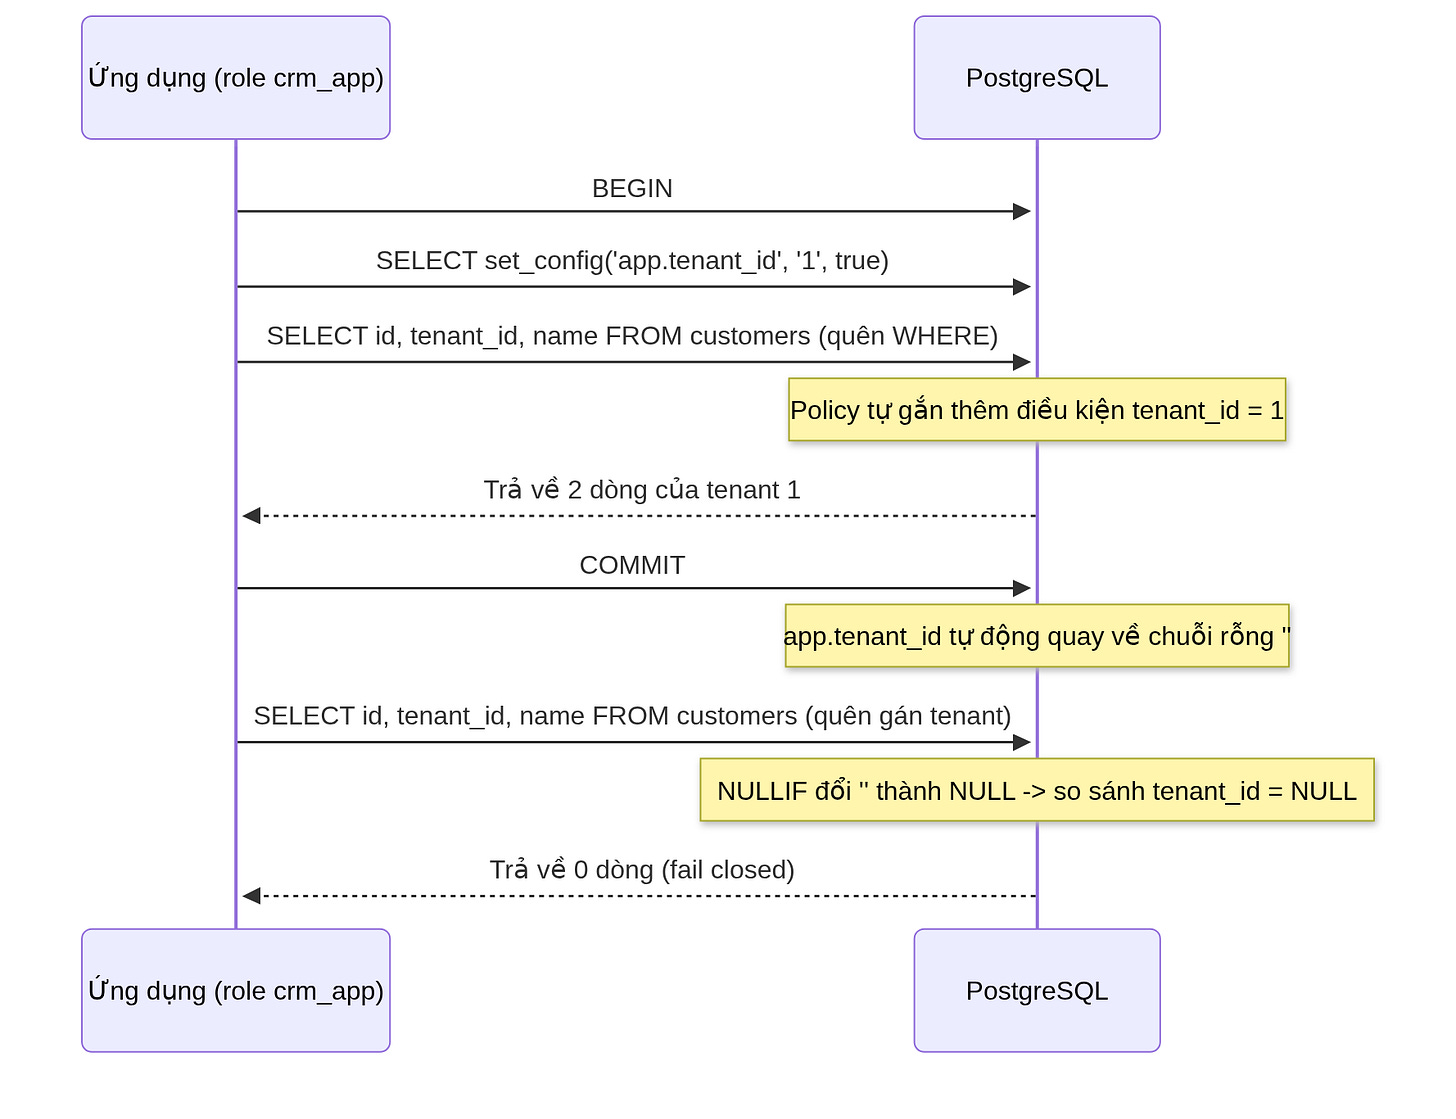 Ứng dụng (role crm_app)
PostgreSQL
BEGIN
SELECT set_config('app.tenant_id', '1', true)
SELECT id, tenant_id, name FROM customers (quên WHERE)
Policy tự gắn thêm điều kiện tenant_id = 1
Trả về 2 dòng của tenant 1
COMMIT
app.tenant_id tự động quay về chuỗi rỗng ''
SELECT id, tenant_id, name FROM customers (quên gán tenant)
NULLIF đổi '' thành NULL -> so sánh tenant_id = NULL
Trả về 0 dòng (fail closed)
Ứng dụng (role crm_app)
PostgreSQL